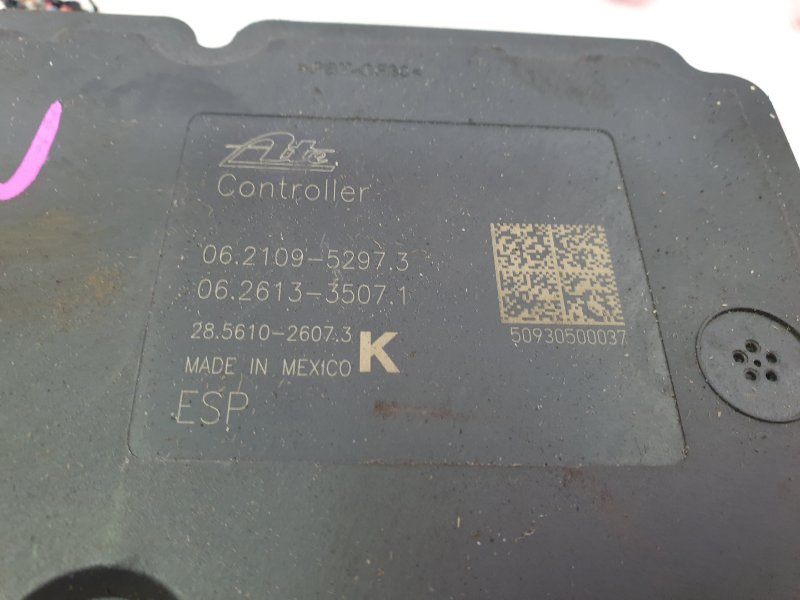 Ate
Controller
06.2109-5297.3
06.2613-3507.1
28.5610-2607.3 K
MADE IN MEXICO
ESP
50930500037